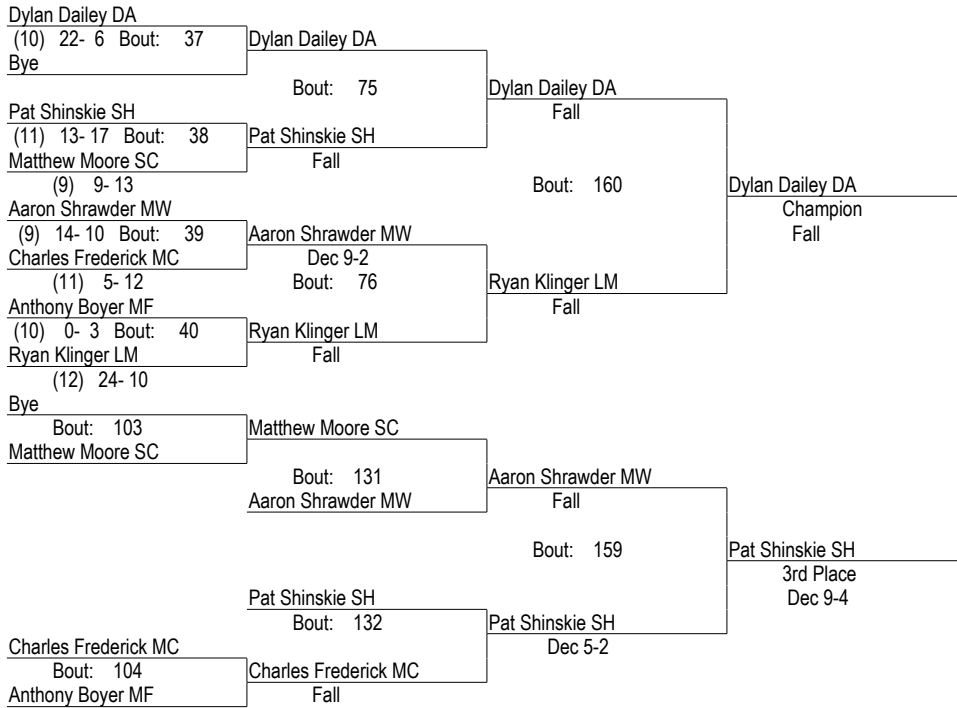 Dylan Dailey DA
(10) 22- 6 Bout: 37 Dylan Dailey DA
Bye
Bout: 75 Dylan Dailey DA
Pat Shinskie SH Fall
(11) 13- 17 Bout: 38 Pat Shinskie SH
Matthew Moore SC Fall
(9) 9- 13 Bout: 160 Dylan Dailey DA
Aaron Shrawder MW Champion
(9) 14- 10 Bout: 39 Aaron Shrawder MW Fall
Charles Frederick MC Dec 9-2
(11) 5- 12 Bout: 76 Ryan Klinger LM
Anthony Boyer MF Fall
(10) 0- 3 Bout: 40 Ryan Klinger LM
Ryan Klinger LM Fall
(12) 24- 10
Bye
Bout: 103 Matthew Moore SC
Matthew Moore SC
Bout: 131 Aaron Shrawder MW
Aaron Shrawder MW Fall
Bout: 159 Pat Shinskie SH
3rd Place
Pat Shinskie SH Dec 9-4
Bout: 132 Pat Shinskie SH
Charles Frederick MC Dec 5-2
Bout: 104 Charles Frederick MC
Anthony Boyer MF Fall